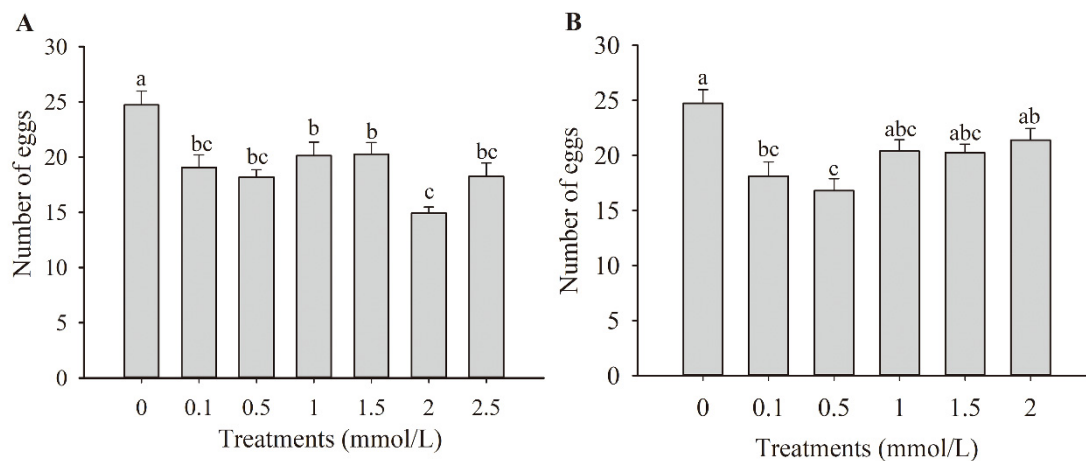 A
Number of eggs
30
25
20
15
10
5
0
a
bc
bc
b
b
c
bc
0 0.1 0.5 1 1.5 2 2.5
Treatments (mmol/L)
B
Number of eggs
30
25
20
15
10
5
0
a
bc
c
abc
abc
ab
0 0.1 0.5 1 1.5 2
Treatments (mmol/L)